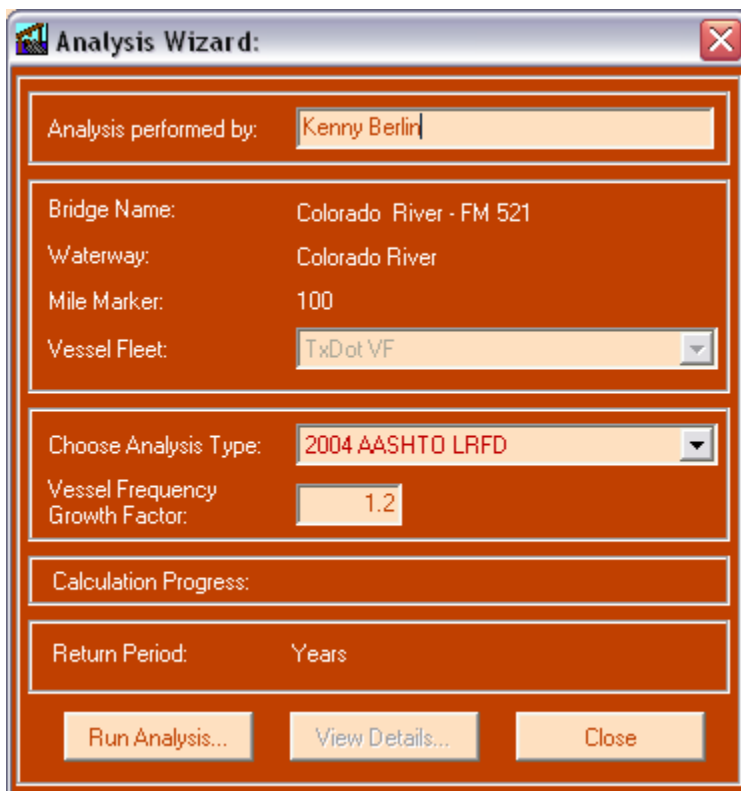 Analysis Wizard:
Analysis performed by: Kenny Berlin
Bridge Name: Colorado River - FM 521
Waterway: Colorado River
Mile Marker: 100
Vessel Fleet: TxDot VF
Choose Analysis Type: 2004 AASHTO LRFD
Vessel Frequency
Growth Factor: 1.2
Calculation Progress:
Return Period: Years
Run Analysis... View Details... Close